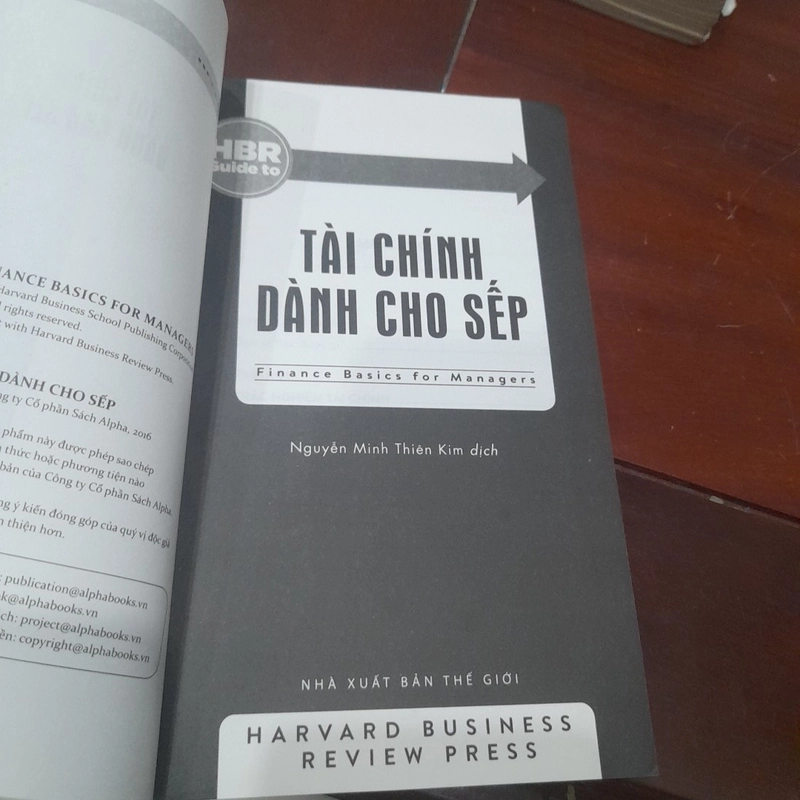 FINANCE BASICS FOR MANAGERS
Harvard Business School Publishing
rights reserved.
with Harvard Business Review Press.
DÀNH CHO SẾP
ty Cổ phần Sách Alpha, 2016
phẩm này được phép sao chép
thức hoặc phương tiện nào
bản của Công ty Cổ phần Sách Alpha.
ý kiến đóng góp của quý vị độc giả
thiện hơn.
publication@alphabooks.vn
@alphabooks.vn
project@alphabooks.vn
copyright@alphabooks.vn
HBR
Guide to
TÀI CHÍNH
DÀNH CHO SẾP
Finance Basics for Managers
Nguyễn Minh Thiên Kim dịch
NHÀ XUẤT BẢN THẾ GIỚI
HARVARD BUSINESS
REVIEW PRESS